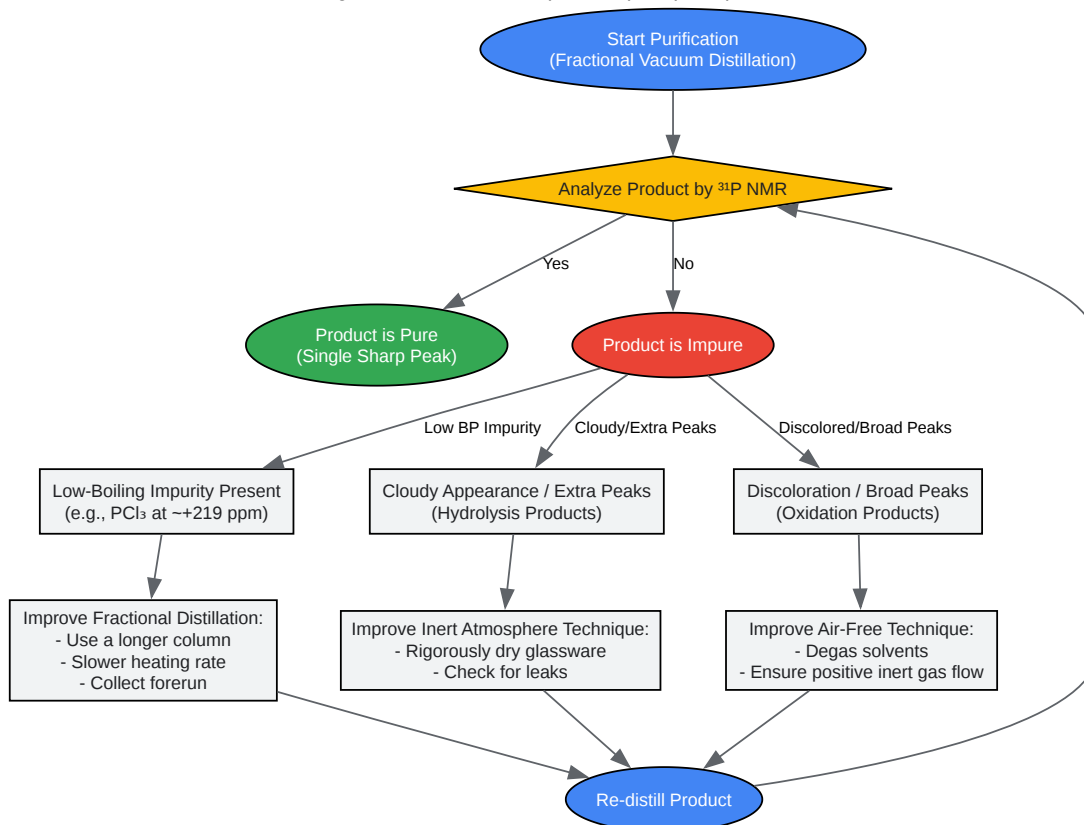 Start Purification
(Fractional Vacuum Distillation)
Analyze Product by ³¹P NMR
Yes
No
Product is Pure
(Single Sharp Peak)
Product is Impure
Low BP Impurity
Cloudy/Extra Peaks
Discolored/Broad Peaks
Low-Boiling Impurity Present
(e.g., PCl₃ at ~+219 ppm)
Cloudy Appearance / Extra Peaks
(Hydrolysis Products)
Discoloration / Broad Peaks
(Oxidation Products)
Improve Fractional Distillation:
- Use a longer column
- Slower heating rate
- Collect forerun
Improve Inert Atmosphere Technique:
- Rigorously dry glassware
- Check for leaks
Improve Air-Free Technique:
- Degas solvents
- Ensure positive inert gas flow
Re-distill Product